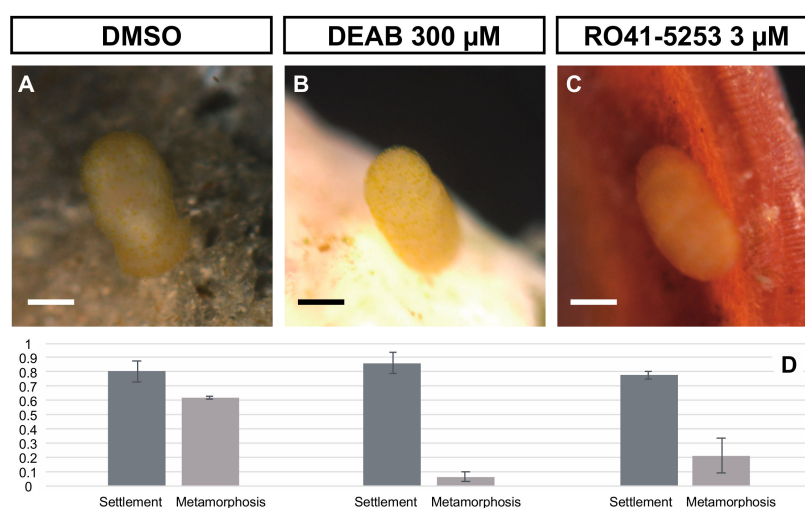 DMSO
DEAB 300 µM
RO41-5253 3 µM
A
B
C
D
1
0.9
0.8
0.7
0.6
0.5
0.4
0.3
0.2
0.1
0
Settlement Metamorphosis
Settlement Metamorphosis
Settlement Metamorphosis